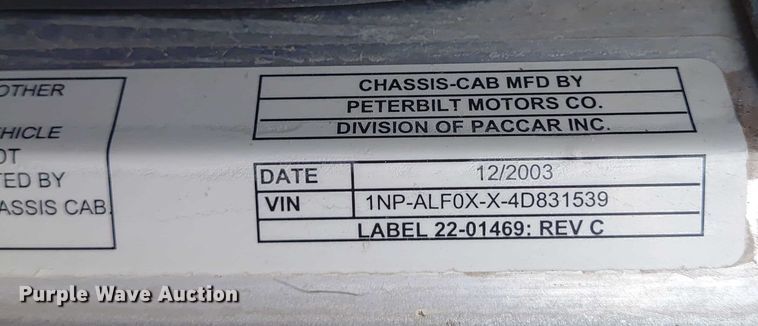 OTHER
EHICLE
OT
TED BY
ASSIS CAB.
CHASSIS-CAB MFD BY
PETERBILT MOTORS CO.
DIVISION OF PACCAR INC.
DATE 12/2003
VIN 1NP-ALF0X-X-4D831539
LABEL 22-01469: REV C
Purple Wave Auction